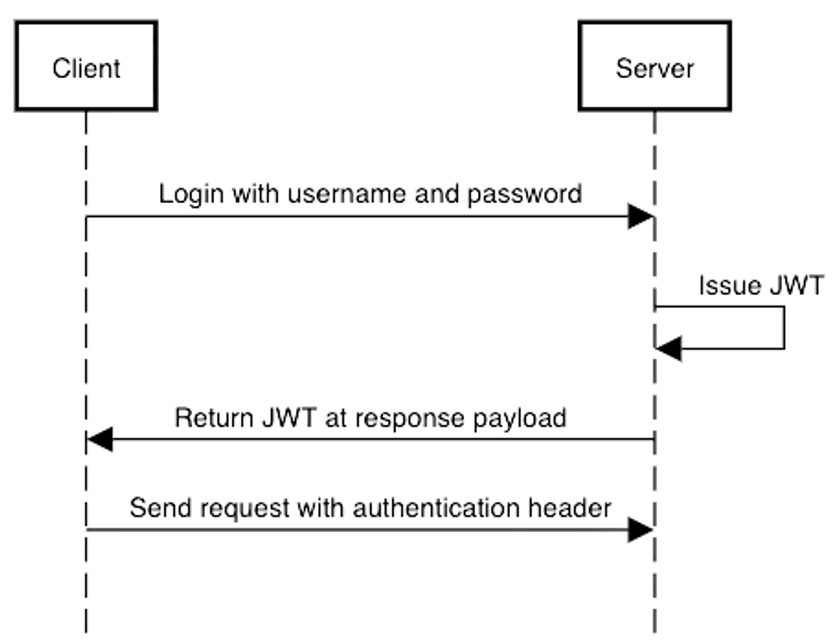 Client
Server
Login with username and password
Issue JWT
Return JWT at response payload
Send request with authentication header